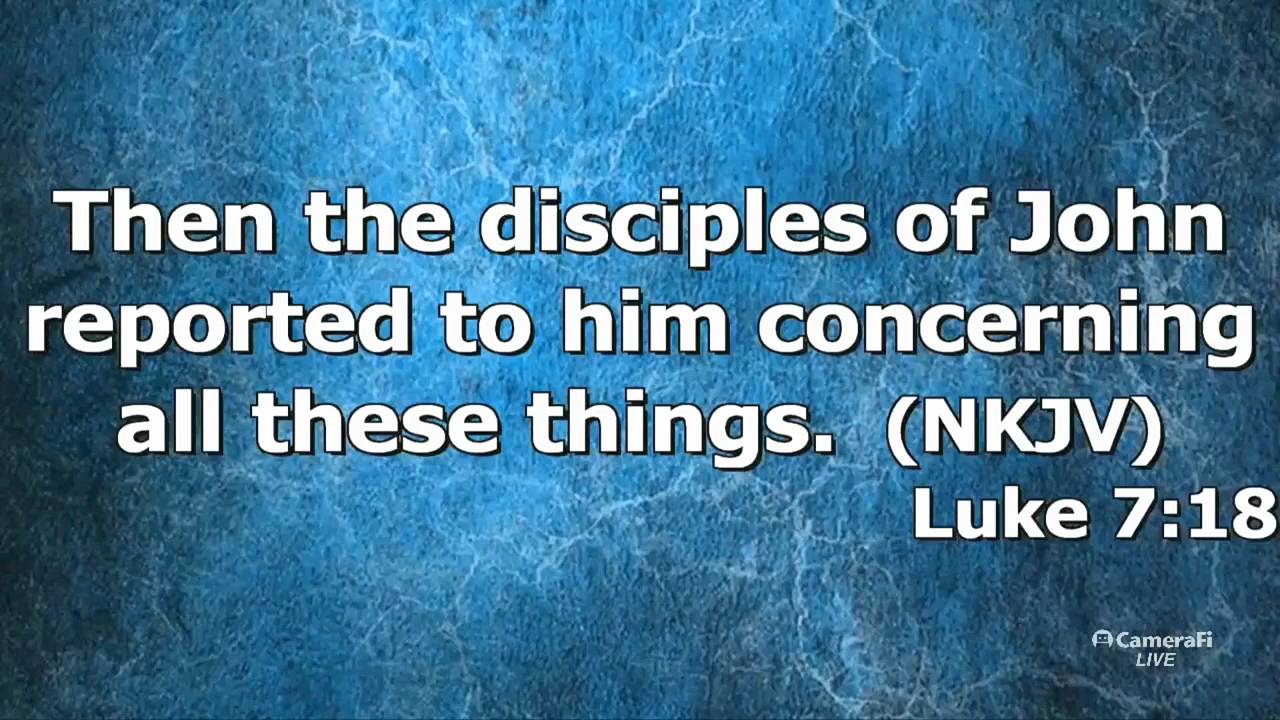 Then the disciples of John
reported to him concerning
all these things. (NKJV)
Luke 7:18
CameraFi
LIVE